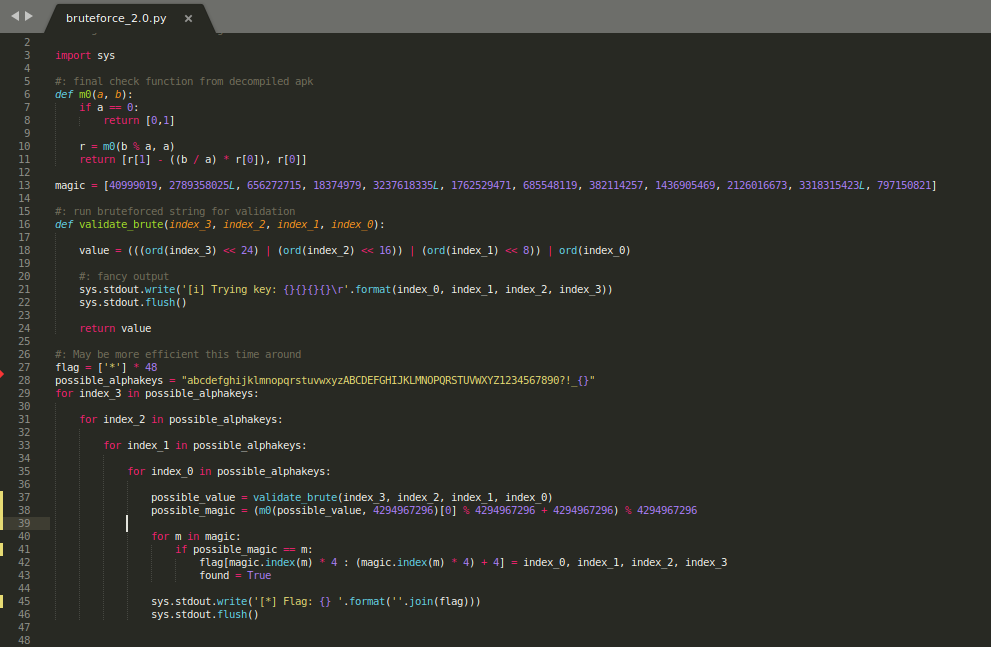 bruteforce_2.0.py ×
2
3 import sys
4
5 #: final check function from decompiled apk
6 def m0(a, b):
7 if a == 0:
8 return [0,1]
9
10 r = m0(b % a, a)
11 return [r[1] - ((b / a) * r[0]), r[0]]
12
13 magic = [40999019, 2789358025L, 656272715, 18374979, 3237618335L, 1762529471, 685548119, 382114257, 1436905469, 2126016673, 3318315423L, 797150821]
14
15 #: run bruteforced string for validation
16 def validate_brute(index_3, index_2, index_1, index_0):
17
18 value = (((ord(index_3) << 24) | (ord(index_2) << 16)) | (ord(index_1) << 8)) | ord(index_0)
19
20 #: fancy output
21 sys.stdout.write('[i] Trying key: {}{}{}{}\r'.format(index_0, index_1, index_2, index_3))
22 sys.stdout.flush()
23
24 return value
25
26 #: May be more efficient this time around
27 flag = ['*'] * 48
28 possible_alphakeys = "abcdefghijklmnopqrstuvwxyzABCDEFGHIJKLMNOPQRSTUVWXYZ1234567890?!_{}"
29 for index_3 in possible_alphakeys:
30
31 for index_2 in possible_alphakeys:
32
33 for index_1 in possible_alphakeys:
34
35 for index_0 in possible_alphakeys:
36
37 possible_value = validate_brute(index_3, index_2, index_1, index_0)
38 possible_magic = (m0(possible_value, 4294967296)[0] % 4294967296 + 4294967296) % 4294967296
39
40 for m in magic:
41 if possible_magic == m:
42 flag[magic.index(m) * 4 : (magic.index(m) * 4) + 4] = index_0, index_1, index_2, index_3
43 found = True
44
45 sys.stdout.write('[*] Flag: {} '.format(''.join(flag)))
46 sys.stdout.flush()
47
48